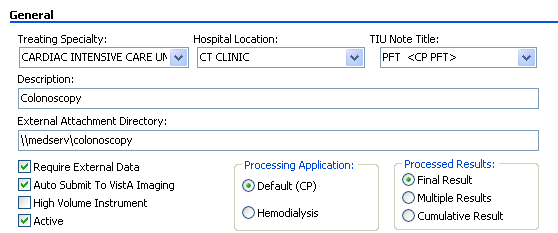 General
Treating Specialty: Hospital Location: TIU Note Title:
CARDIAC INTENSIVE CARE UN CT CLINIC PFT <CP PFT>
Description:
Colonoscopy
External Attachment Directory:
\\medserv\colonoscopy
Require External Data
Auto Submit To VistA Imaging
High Volume Instrument
Active
Processing Application:
Default (CP)
Hemodialysis
Processed Results:
Final Result
Multiple Results
Cumulative Result